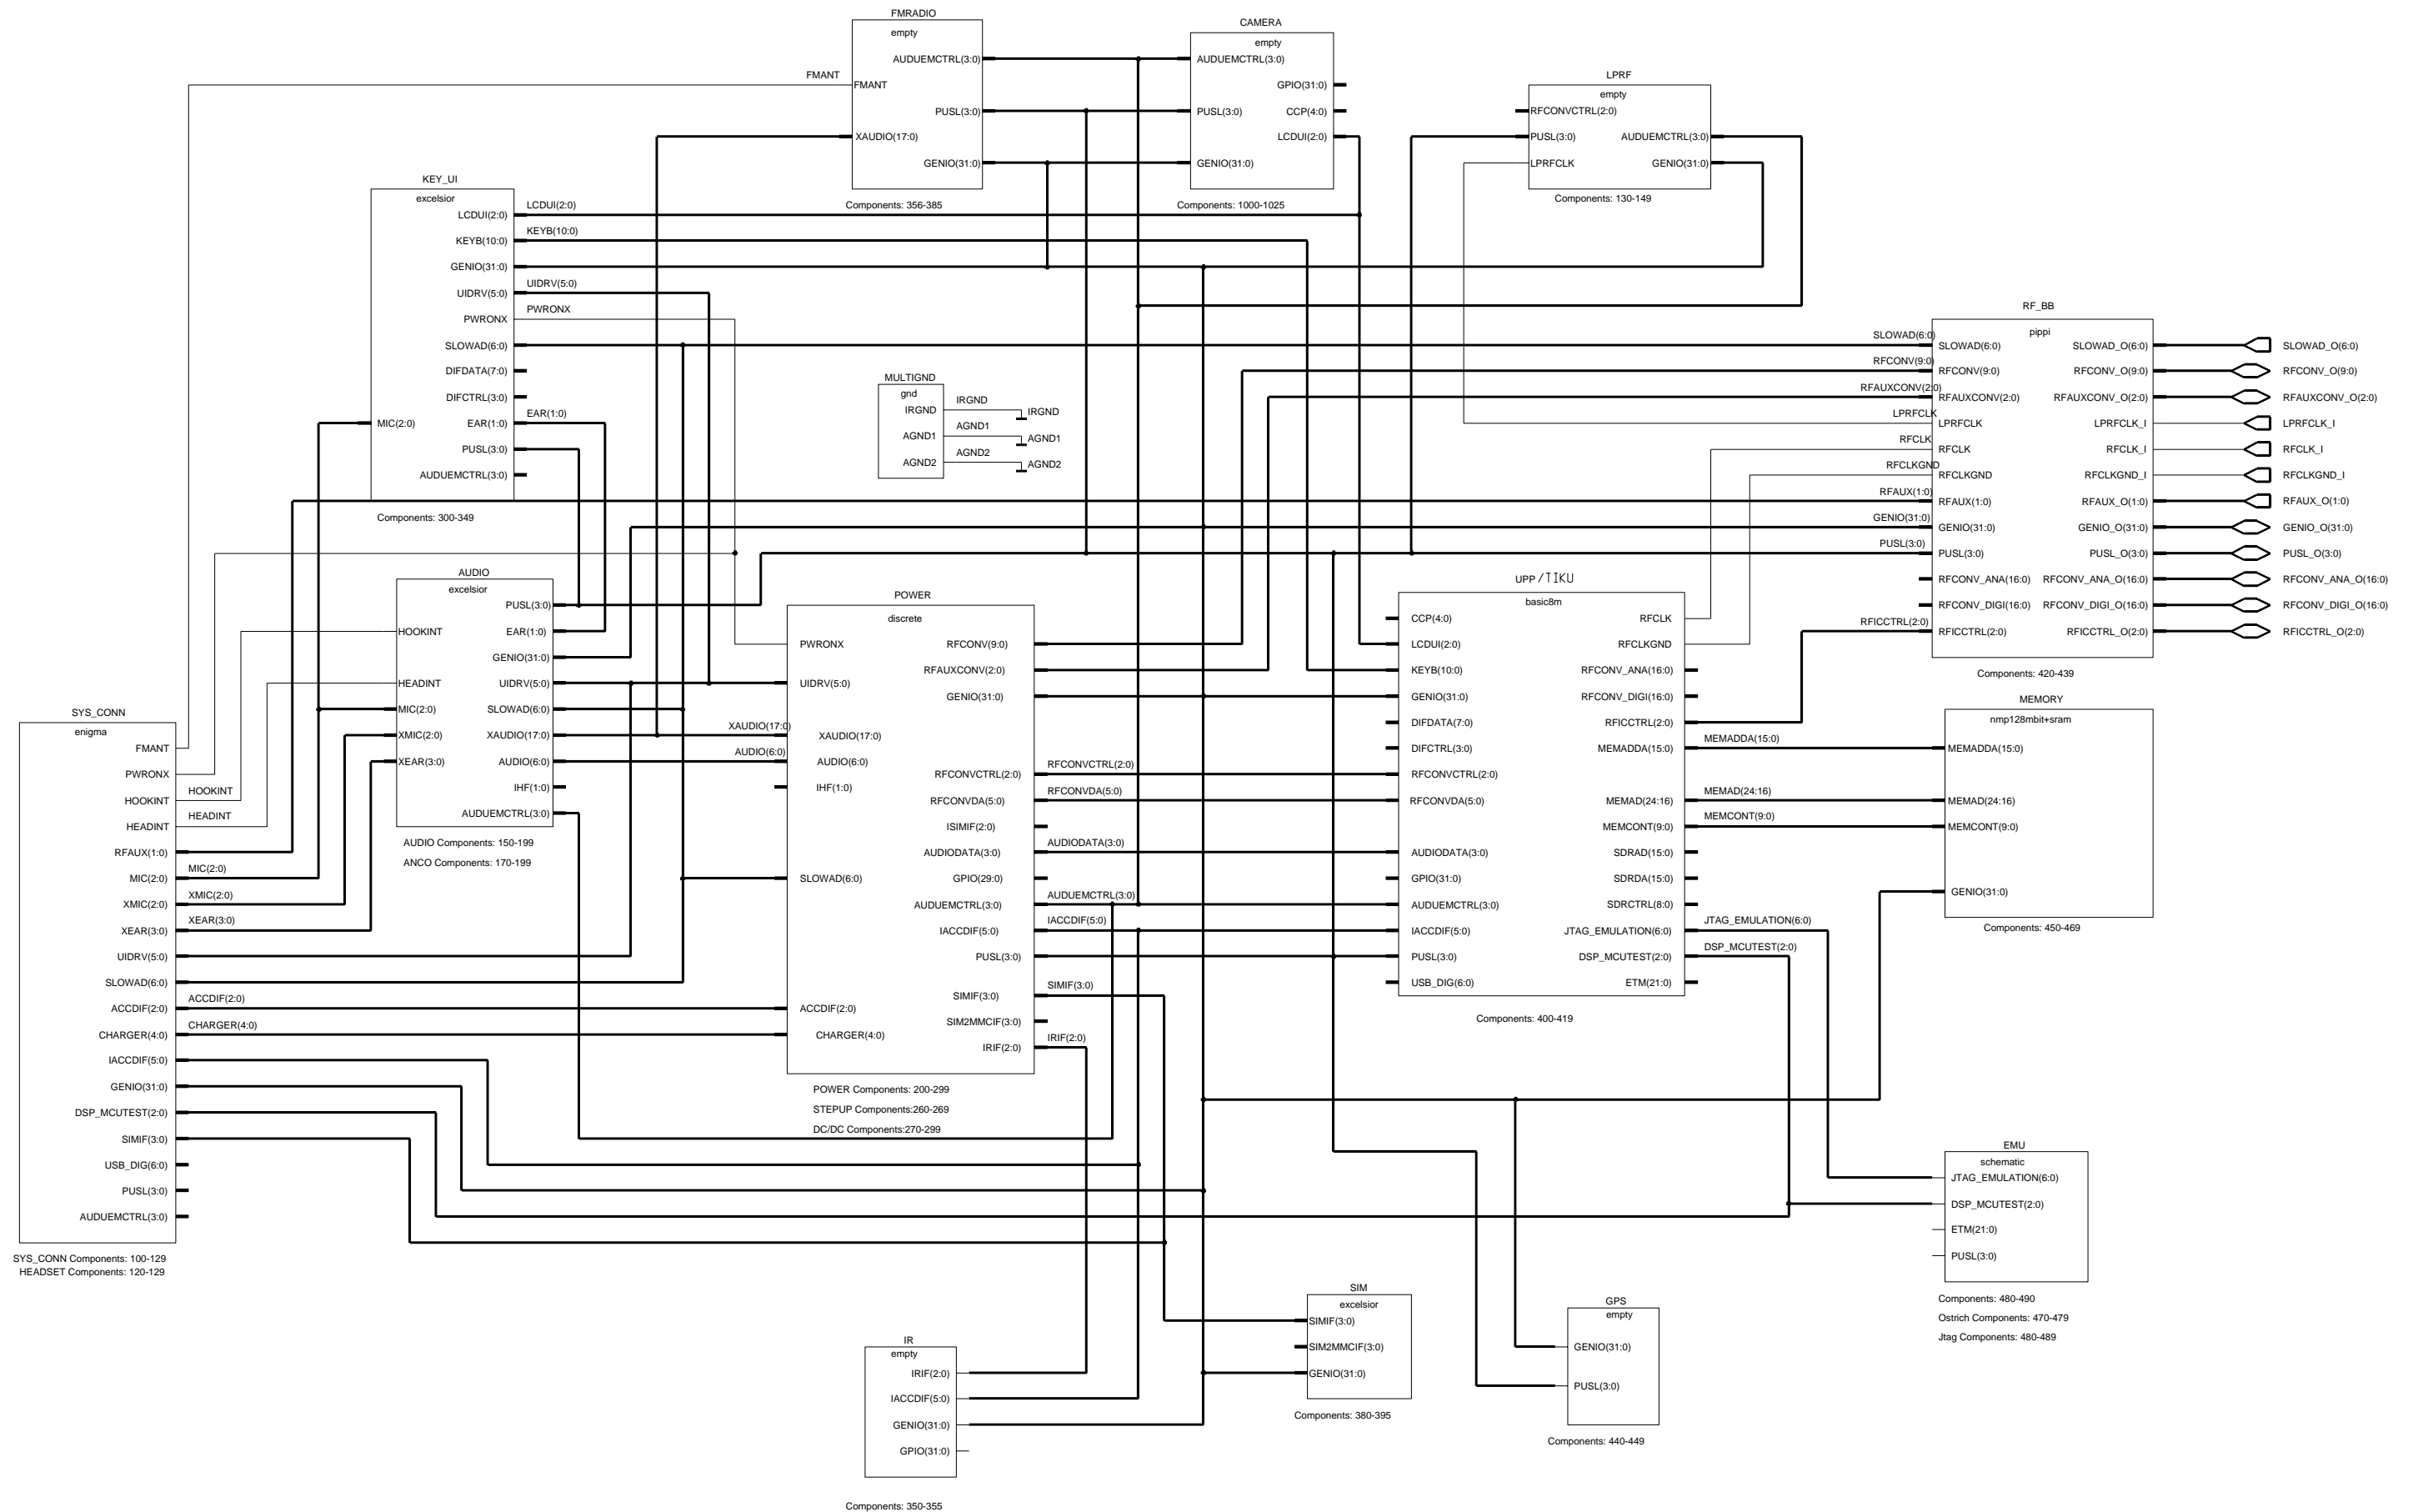 FMRADIO
empty
AUDUEMCTRL(3:0)
FMANT
FMANT
PUSL(3:0)
XAUDIO(17:0)
GENIO(31:0)
Components: 356-385
CAMERA
empty
AUDUEMCTRL(3:0)
GPIO(31:0)
PUSL(3:0)
CCP(4:0)
LCDUI(2:0)
GENIO(31:0)
Components: 1000-1025
LPRF
empty
RFCONVCTRL(2:0)
PUSL(3:0)
AUDUEMCTRL(3:0)
LPRFCLK
GENIO(31:0)
Components: 130-149
KEY_UI
excelsior
LCDUI(2:0)
LCDUI(2:0)
KEYB(10:0)
KEYB(10:0)
GENIO(31:0)
UIDRV(5:0)
UIDRV(5:0)
PWRONX
PWRONX
SLOWAD(6:0)
DIFDATA(7:0)
DIFCTRL(3:0)
MIC(2:0)
EAR(1:0)
EAR(1:0)
PUSL(3:0)
AUDUEMCTRL(3:0)
Components: 300-349
MULTIGND
gnd
IRGND
IRGND
IRGND
AGND1
AGND1
AGND1
AGND2
AGND2
AGND2
RF_BB
pippi
SLOWAD(6:0)
SLOWAD(6:0)
SLOWAD_O(6:0)
SLOWAD_O(6:0)
RFCONV(9:0)
RFCONV(9:0)
RFCONV_O(9:0)
RFCONV_O(9:0)
RFAUXCONV(2:0)
RFAUXCONV(2:0)
RFAUXCONV_O(2:0)
RFAUXCONV_O(2:0)
LPRFCLK
LPRFCLK
LPRFCLK_I
LPRFCLK_I
RFCLK
RFCLK
RFCLK_I
RFCLK_I
RFCLKGND
RFCLKGND
RFCLKGND_I
RFCLKGND_I
RFAUX(1:0)
RFAUX(1:0)
RFAUX_O(1:0)
RFAUX_O(1:0)
GENIO(31:0)
GENIO(31:0)
GENIO_O(31:0)
GENIO_O(31:0)
PUSL(3:0)
PUSL(3:0)
PUSL_O(3:0)
PUSL_O(3:0)
RFCONV_ANA(16:0)
RFCONV_ANA_O(16:0)
RFCONV_ANA_O(16:0)
RFCONV_DIGI(16:0)
RFCONV_DIGI_O(16:0)
RFCONV_DIGI_O(16:0)
RFICCTRL(2:0)
RFICCTRL(2:0)
RFICCTRL_O(2:0)
RFICCTRL_O(2:0)
Components: 420-439
AUDIO
excelsior
PUSL(3:0)
HOOKINT
EAR(1:0)
GENIO(31:0)
HEADINT
UIDRV(5:0)
MIC(2:0)
SLOWAD(6:0)
XMIC(2:0)
XAUDIO(17:0)
XEAR(3:0)
AUDIO(6:0)
IHF(1:0)
AUDUEMCTRL(3:0)
AUDIO Components: 150-199
ANCO Components: 170-199
POWER
discrete
PWRONX
RFCONV(9:0)
RFAUXCONV(2:0)
UIDRV(5:0)
GENIO(31:0)
XAUDIO(17:0)
XAUDIO(17:0)
AUDIO(6:0)
AUDIO(6:0)
RFCONVCTRL(2:0)
RFCONVCTRL(2:0)
IHF(1:0)
RFCONVDA(5:0)
RFCONVDA(5:0)
ISIMIF(2:0)
AUDIODATA(3:0)
AUDIODATA(3:0)
SLOWAD(6:0)
GPIO(29:0)
AUDUEMCTRL(3:0)
AUDUEMCTRL(3:0)
IACCDIF(5:0)
IACCDIF(5:0)
PUSL(3:0)
SIMIF(3:0)
SIMIF(3:0)
ACCDIF(2:0)
SIM2MMCIF(3:0)
CHARGER(4:0)
IRIF(2:0)
IRIF(2:0)
POWER Components: 200-299
STEPUP Components:260-269
DC/DC Components:270-299
UPP /TIKU
basic8m
CCP(4:0)
RFCLK
LCDUI(2:0)
RFCLKGND
KEYB(10:0)
RFCONV_ANA(16:0)
GENIO(31:0)
RFCONV_DIGI(16:0)
DIFDATA(7:0)
RFICCTRL(2:0)
DIFCTRL(3:0)
MEMADDA(15:0)
MEMADDA(15:0)
RFCONVCTRL(2:0)
RFCONVDA(5:0)
MEMAD(24:16)
MEMAD(24:16)
MEMCONT(9:0)
MEMCONT(9:0)
AUDIODATA(3:0)
SDRAD(15:0)
GPIO(31:0)
SDRDA(15:0)
AUDUEMCTRL(3:0)
SDRCTRL(8:0)
IACCDIF(5:0)
JTAG_EMULATION(6:0)
JTAG_EMULATION(6:0)
PUSL(3:0)
DSP_MCUTEST(2:0)
DSP_MCUTEST(2:0)
USB_DIG(6:0)
ETM(21:0)
Components: 400-419
MEMORY
nmp128mbit+sram
MEMADDA(15:0)
MEMAD(24:16)
MEMCONT(9:0)
GENIO(31:0)
Components: 450-469
SYS_CONN
enigma
FMANT
PWRONX
HOOKINT
HOOKINT
HEADINT
HEADINT
RFAUX(1:0)
MIC(2:0)
MIC(2:0)
XMIC(2:0)
XMIC(2:0)
XEAR(3:0)
XEAR(3:0)
UIDRV(5:0)
SLOWAD(6:0)
ACCDIF(2:0)
ACCDIF(2:0)
CHARGER(4:0)
CHARGER(4:0)
IACCDIF(5:0)
GENIO(31:0)
DSP_MCUTEST(2:0)
SIMIF(3:0)
USB_DIG(6:0)
PUSL(3:0)
AUDUEMCTRL(3:0)
SYS_CONN Components: 100-129
HEADSET Components: 120-129
EMU
schematic
JTAG_EMULATION(6:0)
DSP_MCUTEST(2:0)
ETM(21:0)
PUSL(3:0)
Components: 480-490
Ostrich Components: 470-479
Jtag Components: 480-489
SIM
excelsior
SIMIF(3:0)
SIM2MMCIF(3:0)
GENIO(31:0)
Components: 380-395
GPS
empty
GENIO(31:0)
PUSL(3:0)
Components: 440-449
IR
empty
IRIF(2:0)
IACCDIF(5:0)
GENIO(31:0)
GPIO(31:0)
Components: 350-355